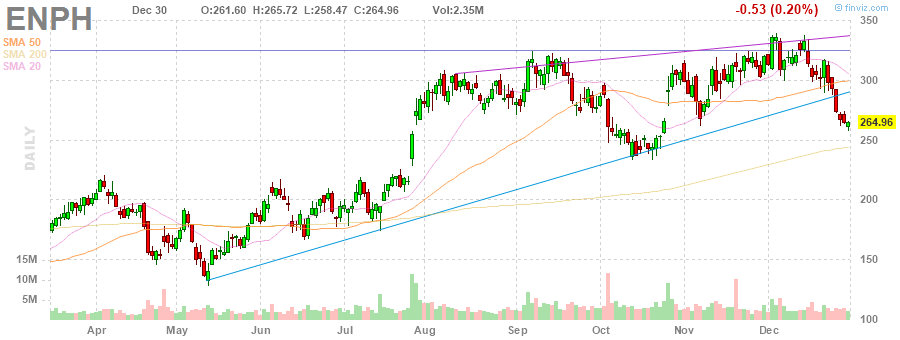 ENPH Dec 30 O:261.60 H:265.72 L:258.47 C:264.96 Vol:2.35M -0.53 (0.20%) © finviz.com
SMA 50
SMA 200
SMA 20
DAILY
350
300
264.96
250
200
150
100
15M
10M
5M
Apr May Jun Jul Aug Sep Oct Nov Dec